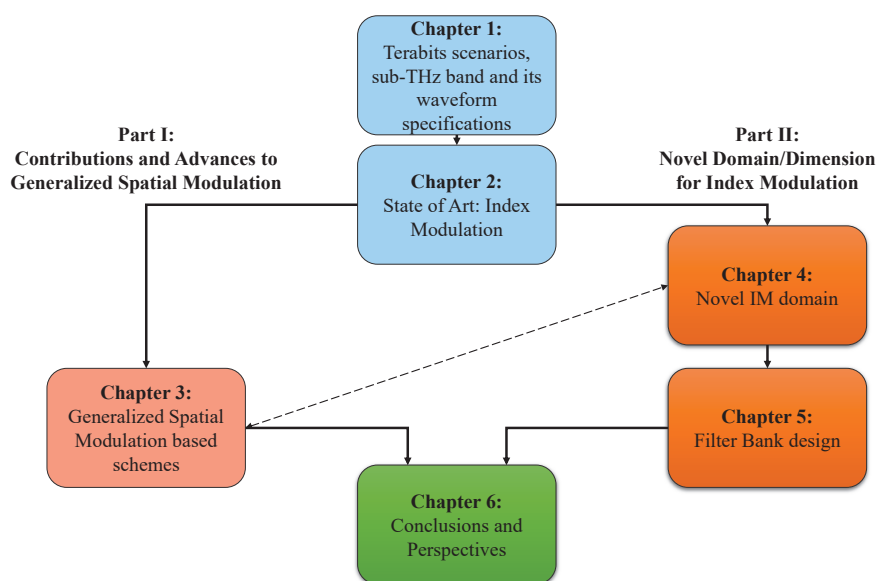 Chapter 1:
Terabits scenarios,
sub-THz band and its
waveform
specifications
Part I:
Contributions and Advances to
Generalized Spatial Modulation
Part II:
Novel Domain/Dimension
for Index Modulation
Chapter 2:
State of Art: Index
Modulation
Chapter 4:
Novel IM domain
Chapter 3:
Generalized Spatial
Modulation based
schemes
Chapter 5:
Filter Bank design
Chapter 6:
Conclusions and
Perspectives